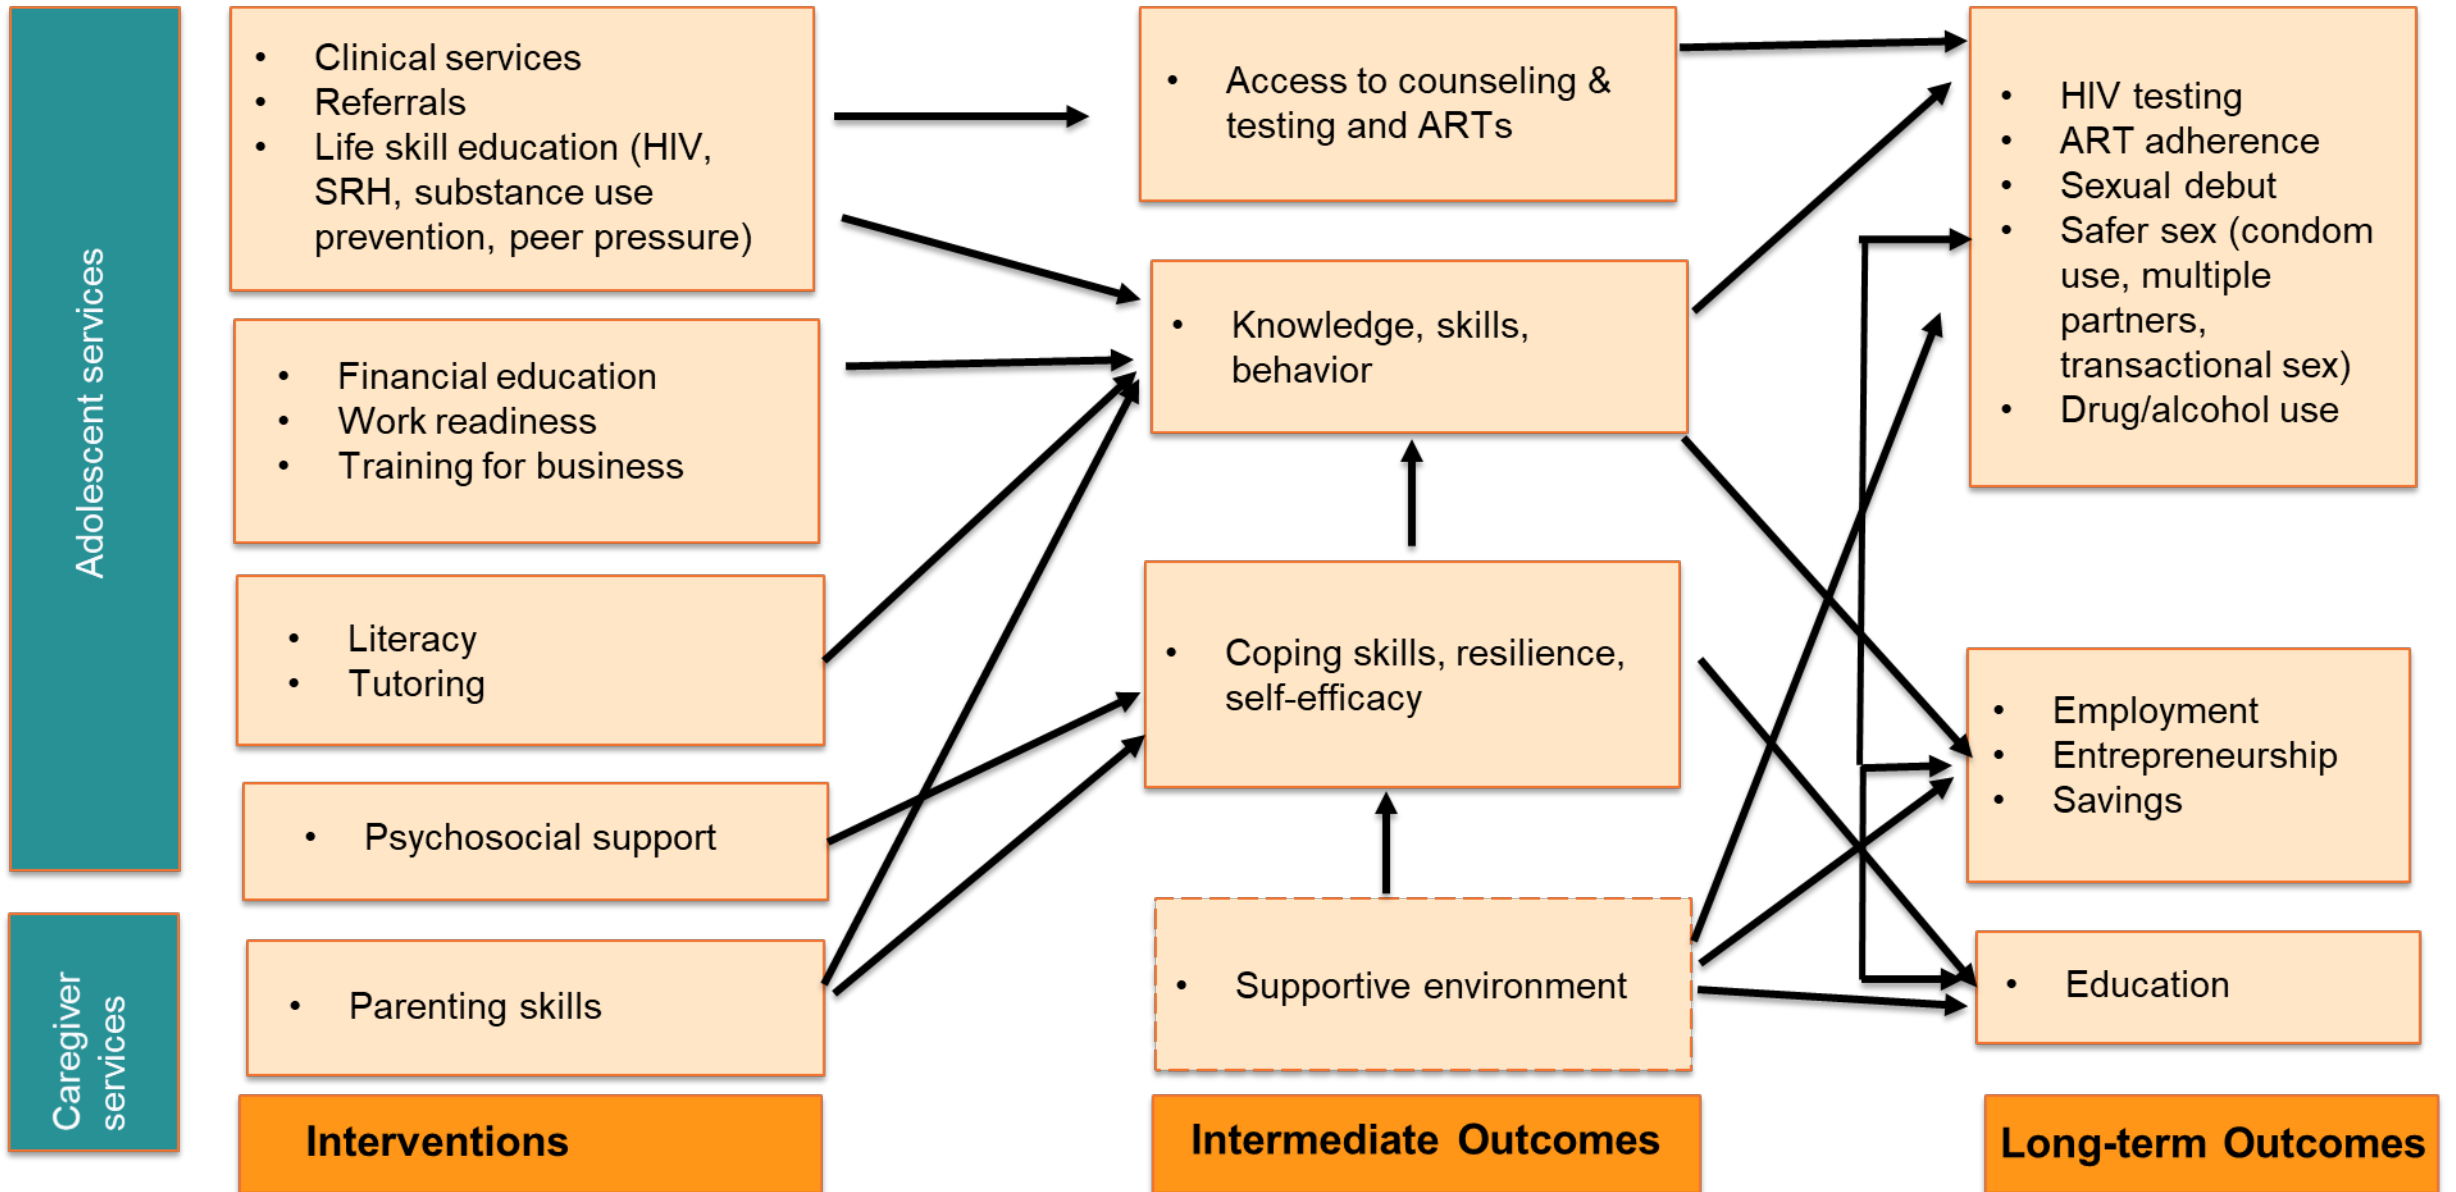 Adolescent services
• Clinical services
• Referrals
• Life skill education (HIV,
SRH, substance use
prevention, peer pressure)
• Financial education
• Work readiness
• Training for business
• Literacy
• Tutoring
• Psychosocial support
Caregiver
services
• Parenting skills
Interventions
• Access to counseling &
testing and ARTs
• Knowledge, skills,
behavior
• Coping skills, resilience,
self-efficacy
• Supportive environment
Intermediate Outcomes
• HIV testing
• ART adherence
• Sexual debut
• Safer sex (condom
use, multiple
partners,
transactional sex)
• Drug/alcohol use
• Employment
• Entrepreneurship
• Savings
• Education
Long-term Outcomes